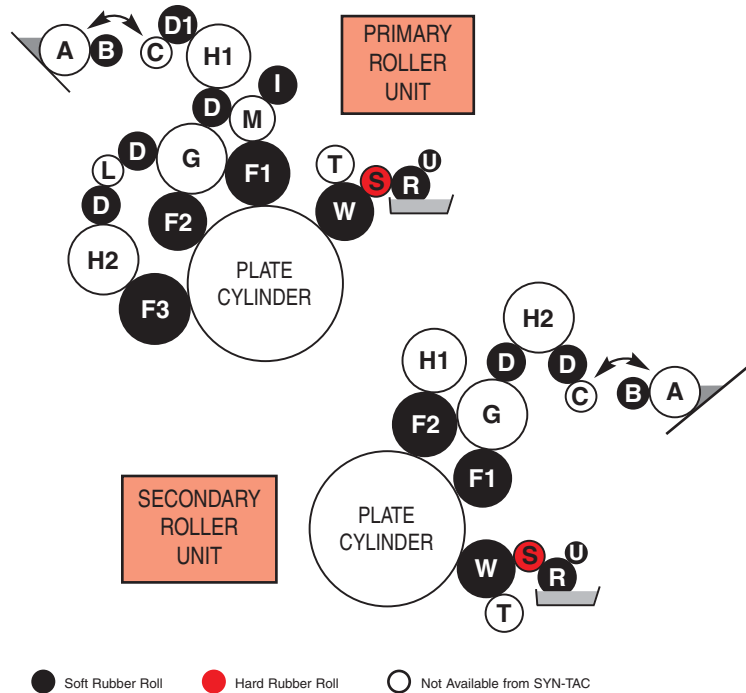 D1
A
B
C
H1
PRIMARY
ROLLER
UNIT
I
D
M
T
U
L
D
G
F1
S
R
D
F2
W
H2
PLATE
CYLINDER
F3
H2
H1
D
D
C
B
A
F2
G
F1
SECONDARY
ROLLER
UNIT
PLATE
CYLINDER
W
S
U
R
T
Soft Rubber Roll
Hard Rubber Roll
Not Available from SYN-TAC